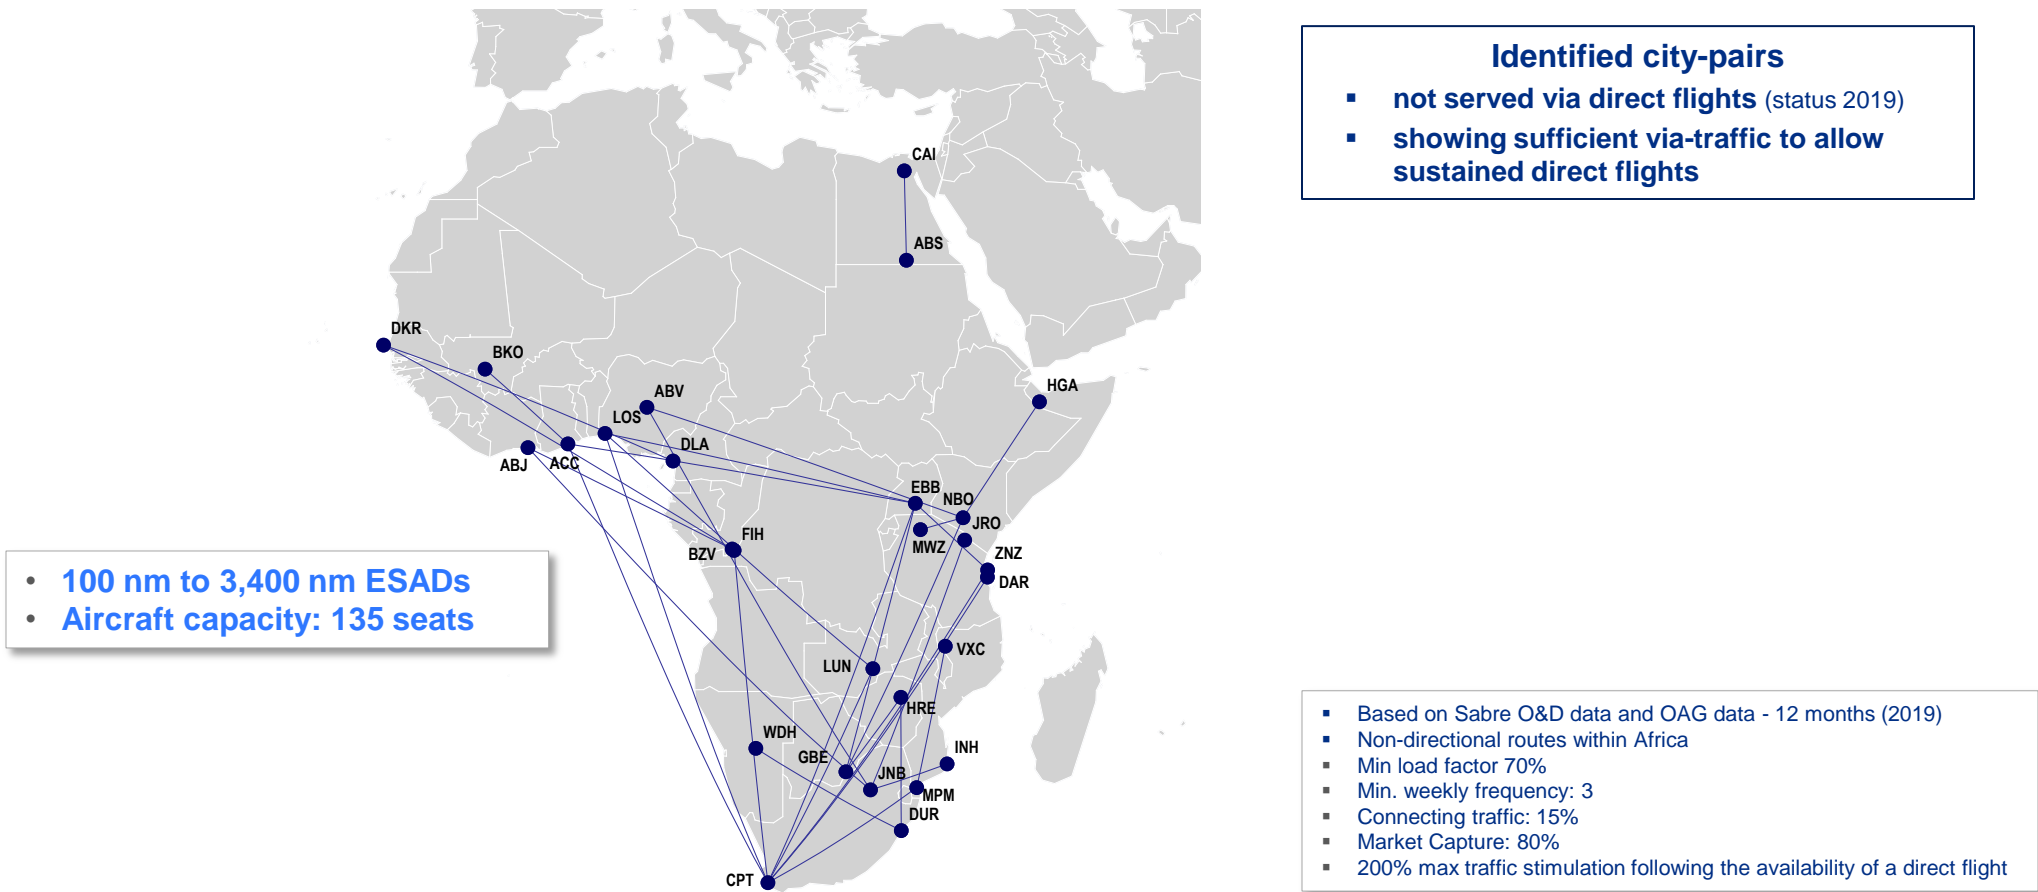 Identified city-pairs
▪ not served via direct flights (status 2019)
▪ showing sufficient via-traffic to allow
sustained direct flights
CAI
ABS
DKR
BKO
HGA
ABV
LOS
DLA
ABJ
ACC
EBB
NBO
JRO
FIH
BZV
MWZ
ZNZ
DAR
• 100 nm to 3,400 nm ESADs
• Aircraft capacity: 135 seats
VXC
LUN
HRE
WDH
INH
GBE
JNB
MPM
DUR
CPT
▪ Based on Sabre O&D data and OAG data - 12 months (2019)
▪ Non-directional routes within Africa
▪ Min load factor 70%
▪ Min. weekly frequency: 3
▪ Connecting traffic: 15%
▪ Market Capture: 80%
▪ 200% max traffic stimulation following the availability of a direct flight